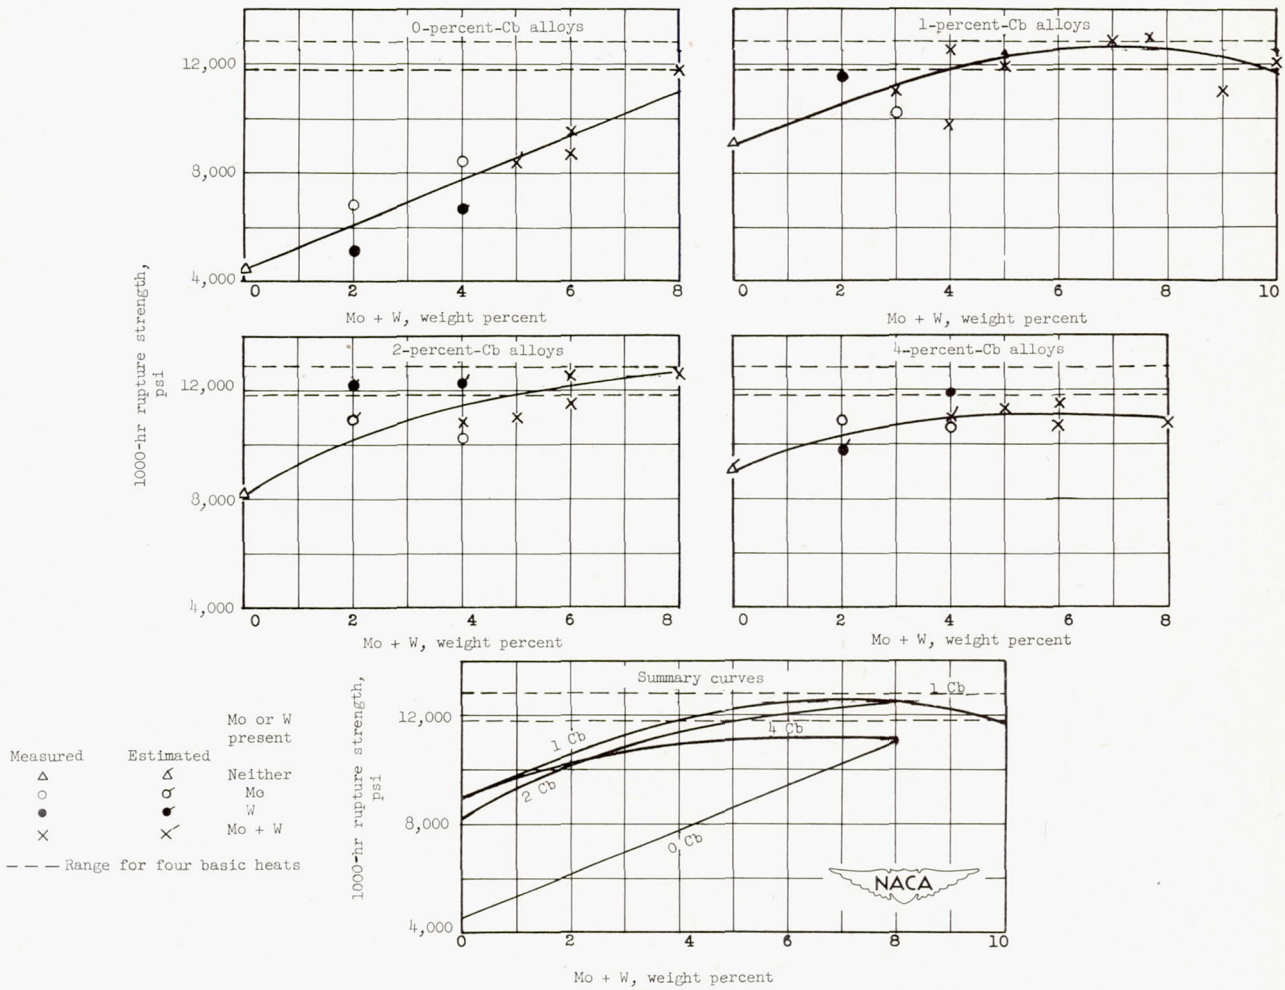 0-percent-Cb alloys
12,000
8,000
4,000
0 2 4 6 8
Mo + W, weight percent
1-percent-Cb alloys
0 2 4 6 8 10
Mo + W, weight percent
1000-hr rupture strength,
psi
2-percent-Cb alloys
12,000
8,000
4,000
0 2 4 6 8
Mo + W, weight percent
4-percent-Cb alloys
0 2 4 6 8
Mo + W, weight percent
Summary curves
1000-hr rupture strength,
psi
12,000
8,000
4,000
1 Cb
1 Cb
4 Cb
2 Cb
0 Cb
NACA
0 2 4 6 8 10
Mo + W, weight percent
Mo or W
present
Measured Estimated
Neither
Mo
W
Mo + W
Range for four basic heats